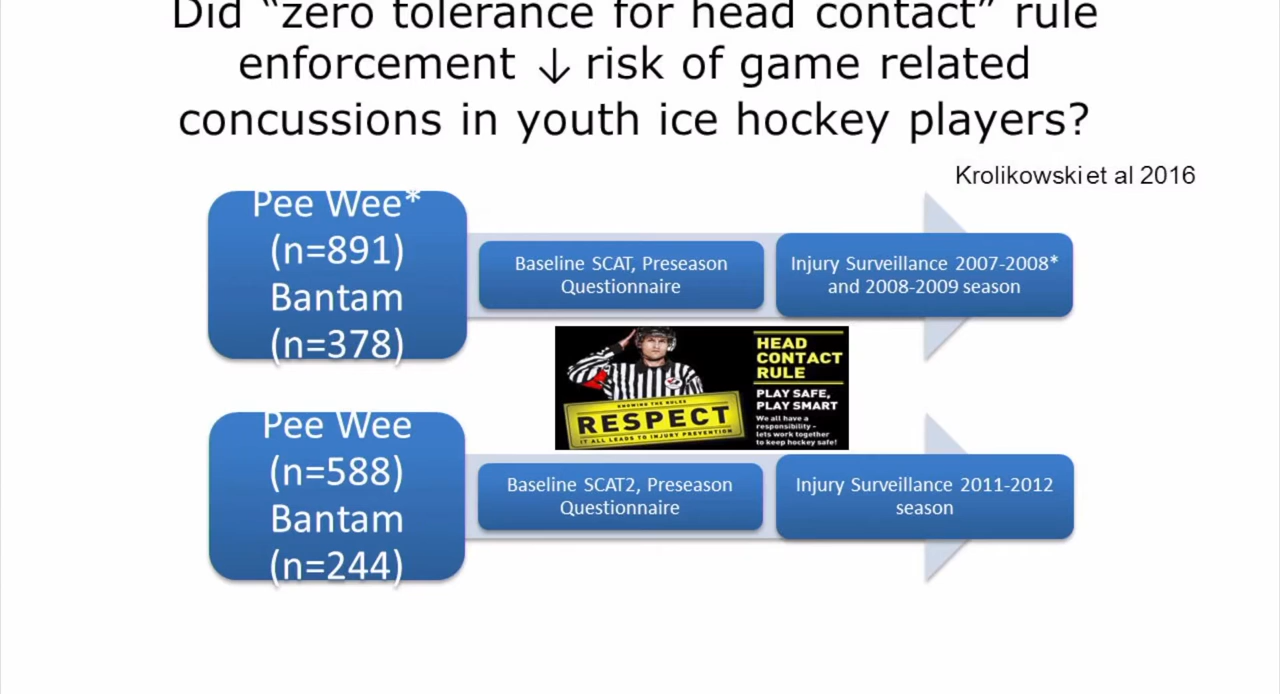 Did “zero tolerance for head contact” rule
enforcement ↓ risk of game related
concussions in youth ice hockey players?
Krolikowski et al 2016
Pee Wee*
(n=891)
Bantam
(n=378)
Baseline SCAT, Preseason
Questionnaire
Injury Surveillance 2007-2008*
and 2008-2009 season
HEAD
CONTACT
RULE
PLAY SAFE,
PLAY SMART
We all have a
responsibility -
lets work together
to keep hockey safe!
KNOWING THE RULES
RESPECT
IT ALL LEADS TO INJURY PREVENTION
Pee Wee
(n=588)
Bantam
(n=244)
Baseline SCAT2, Preseason
Questionnaire
Injury Surveillance 2011-2012
season